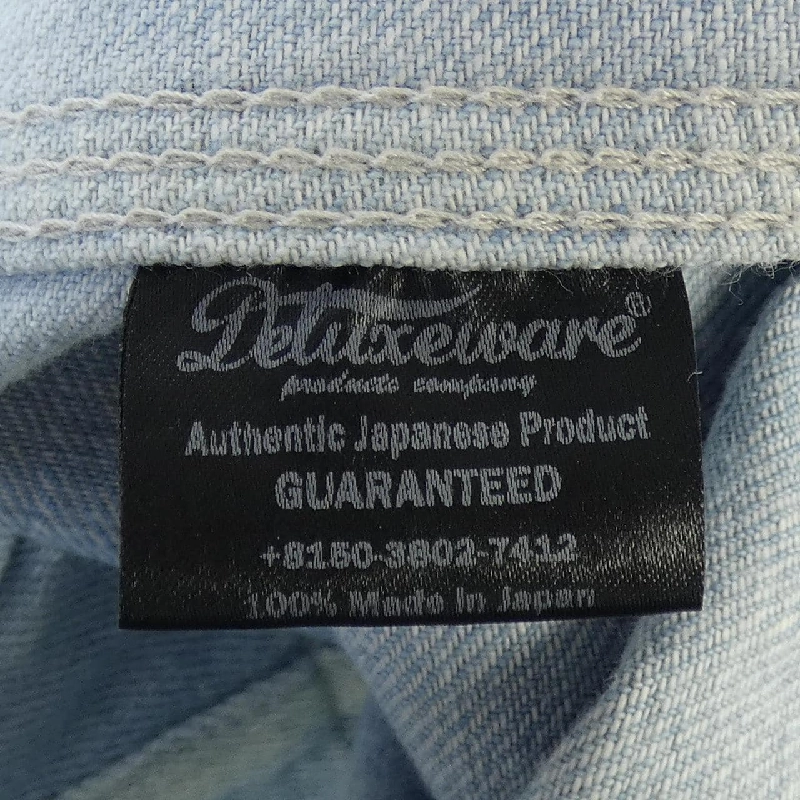 Deluxeware®
products company
Authentic Japanese Product
GUARANTEED
+8150-3802-7412
100% Made In Japan